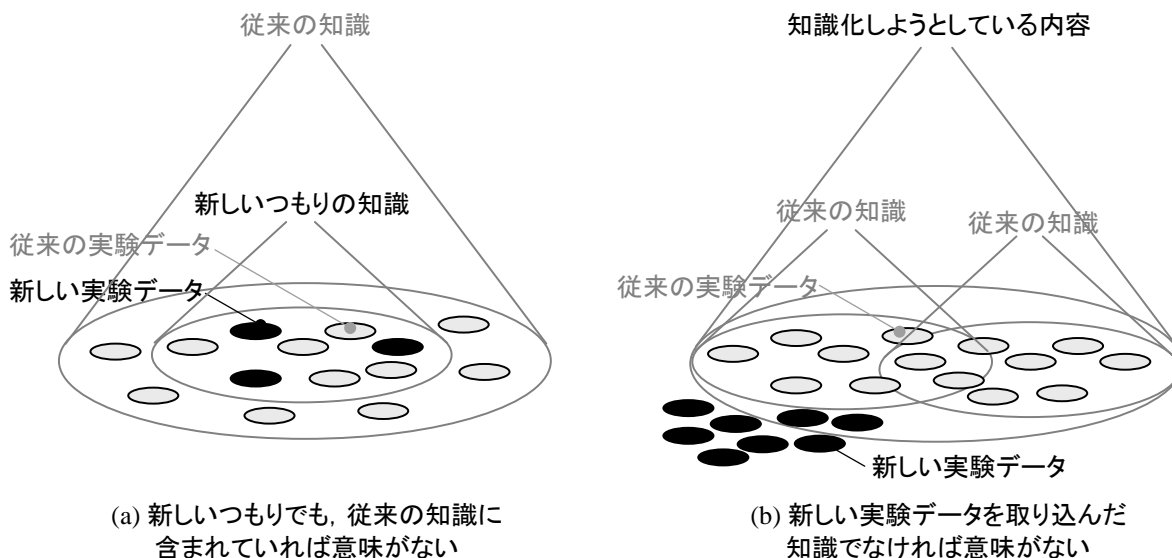 従来の知識
新しいつもりの知識
従来の実験データ
新しい実験データ
(a) 新しいつもりでも，従来の知識に
含まれていれば意味がない
知識化しようとしている内容
従来の知識
従来の知識
従来の実験データ
新しい実験データ
(b) 新しい実験データを取り込んだ
知識でなければ意味がない